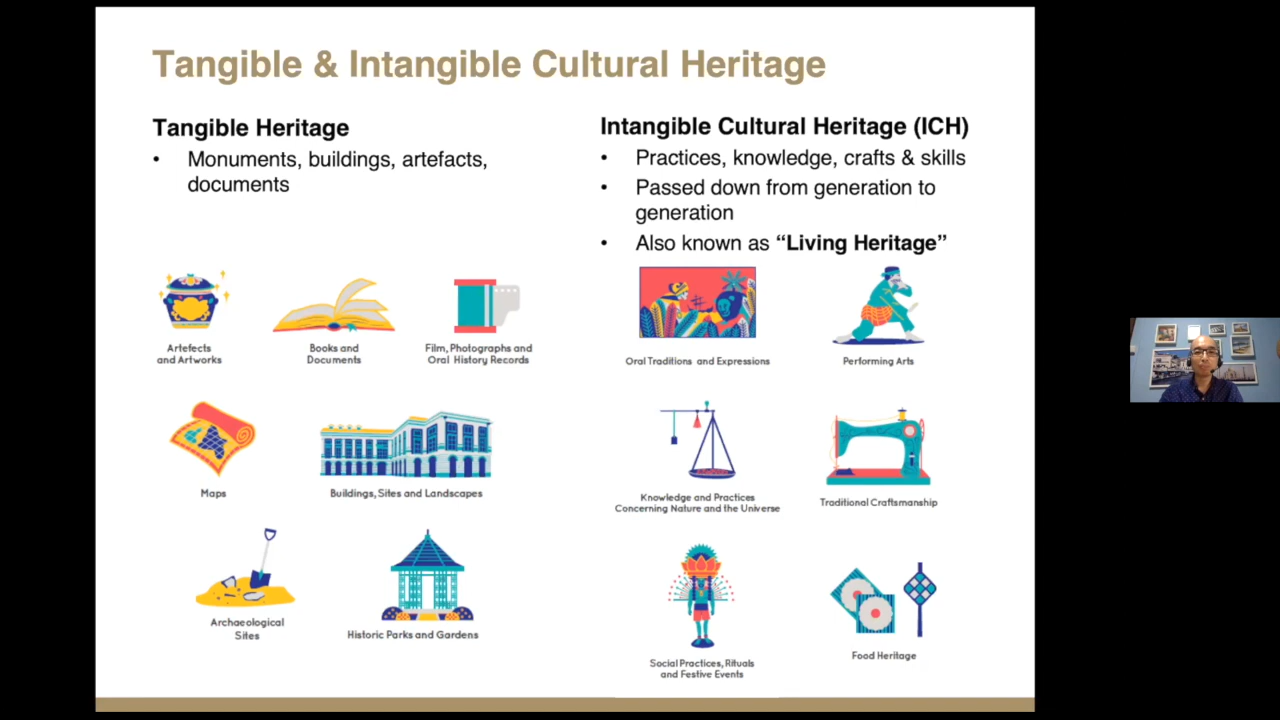 Tangible & Intangible Cultural Heritage
Tangible Heritage
• Monuments, buildings, artefacts,
documents
Artefects
and Artworks
Books and
Documents
Film, Photographs and
Oral History Records
Maps
Buildings, Sites and Landscapes
Archaeological
Sites
Historic Parks and Gardens
Intangible Cultural Heritage (ICH)
• Practices, knowledge, crafts & skills
• Passed down from generation to
generation
• Also known as “Living Heritage”
Oral Traditions and Expressions
Performing Arts
Knowledge and Practices
Concerning Nature and the Universe
Traditional Craftsmanship
Social Practices, Rituals
and Festive Events
Food Heritage